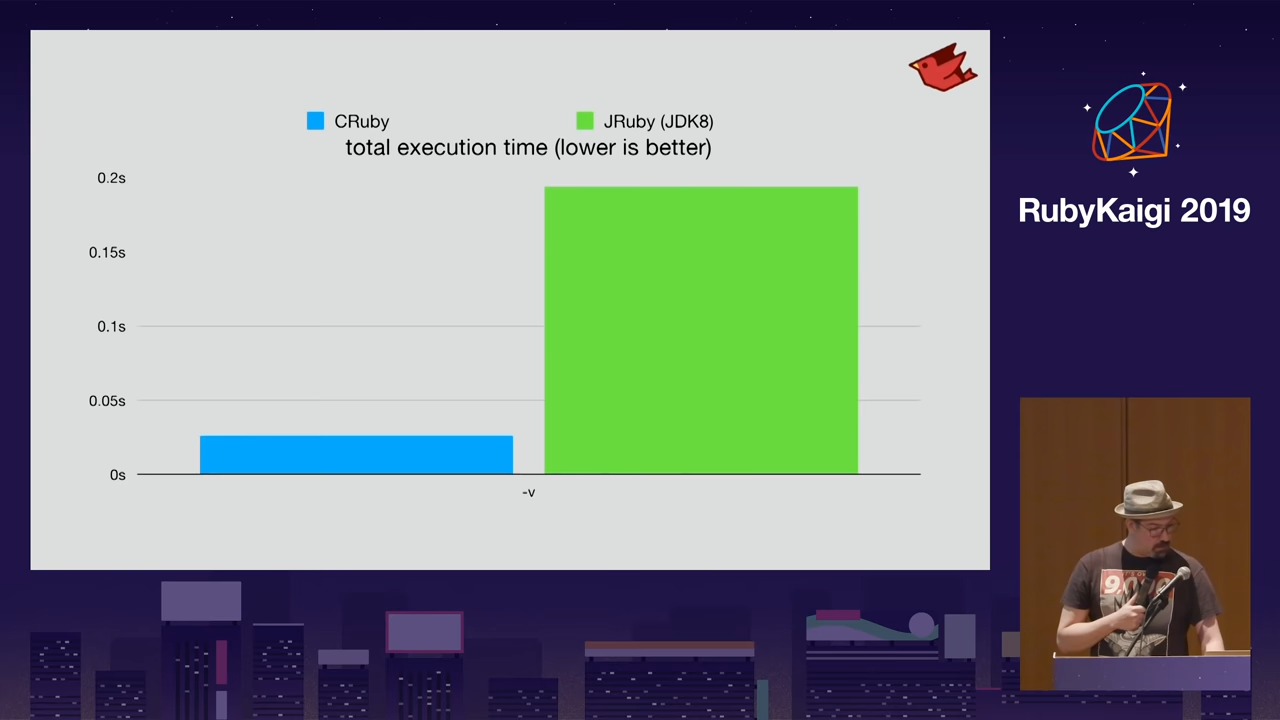 CRuby
JRuby (JDK8)
total execution time (lower is better)
0.2s
0.15s
0.1s
0.05s
0s
-v
RubyKaigi 2019